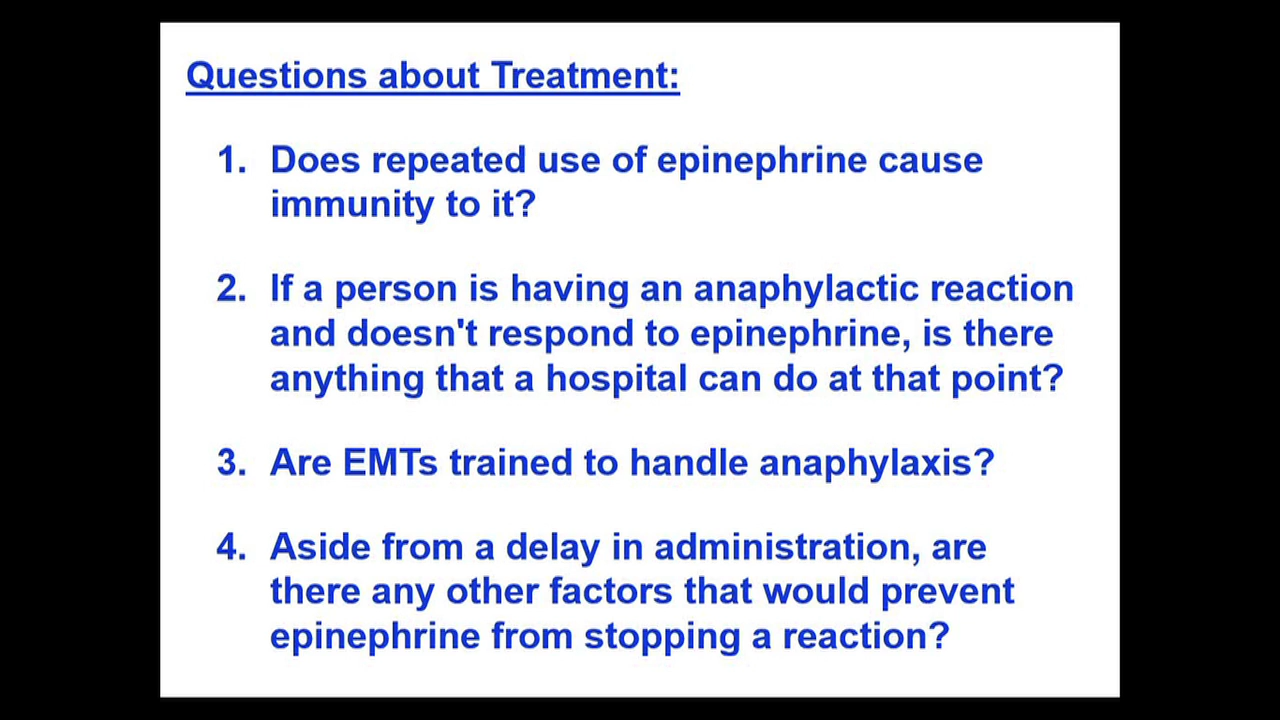 Questions about Treatment:
1. Does repeated use of epinephrine cause
immunity to it?
2. If a person is having an anaphylactic reaction
and doesn't respond to epinephrine, is there
anything that a hospital can do at that point?
3. Are EMTs trained to handle anaphylaxis?
4. Aside from a delay in administration, are
there any other factors that would prevent
epinephrine from stopping a reaction?